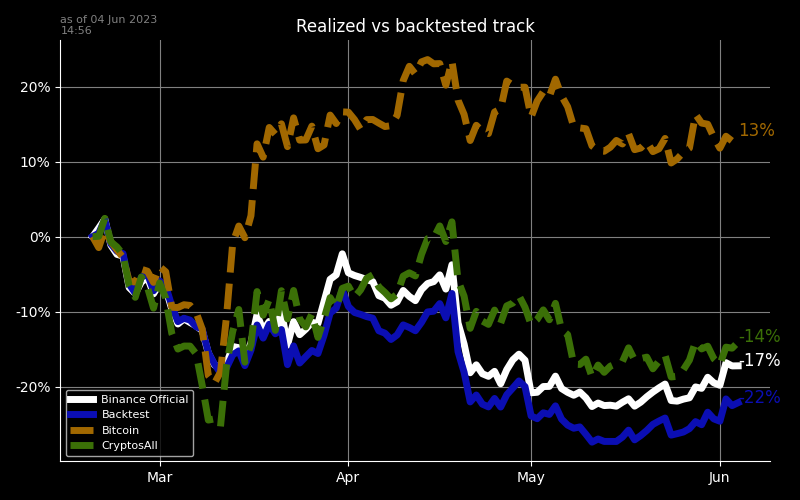 as of 04 Jun 2023
14:56
Realized vs backtested track
20%
10%
0%
-10%
-20%
13%
-14%
-17%
-22%
Binance Official
Backtest
Bitcoin
CryptosAll
Mar
Apr
May
Jun